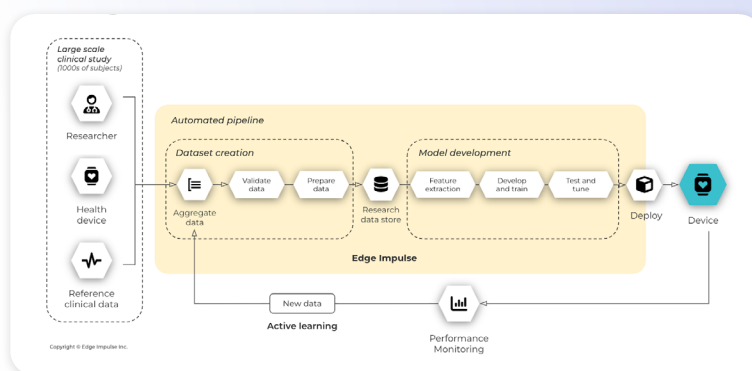 Large scale
clinical study
(1000s of subjects)
Researcher
Health
device
Reference
clinical data
Automated pipeline
Dataset creation
Aggregate
data
Validate
data
Prepare
data
Research
data store
Model development
Feature
extraction
Develop
and train
Test and
tune
Deploy
Device
Edge Impulse
New data
Active learning
Performance
Monitoring
Copyright © Edge Impulse Inc.